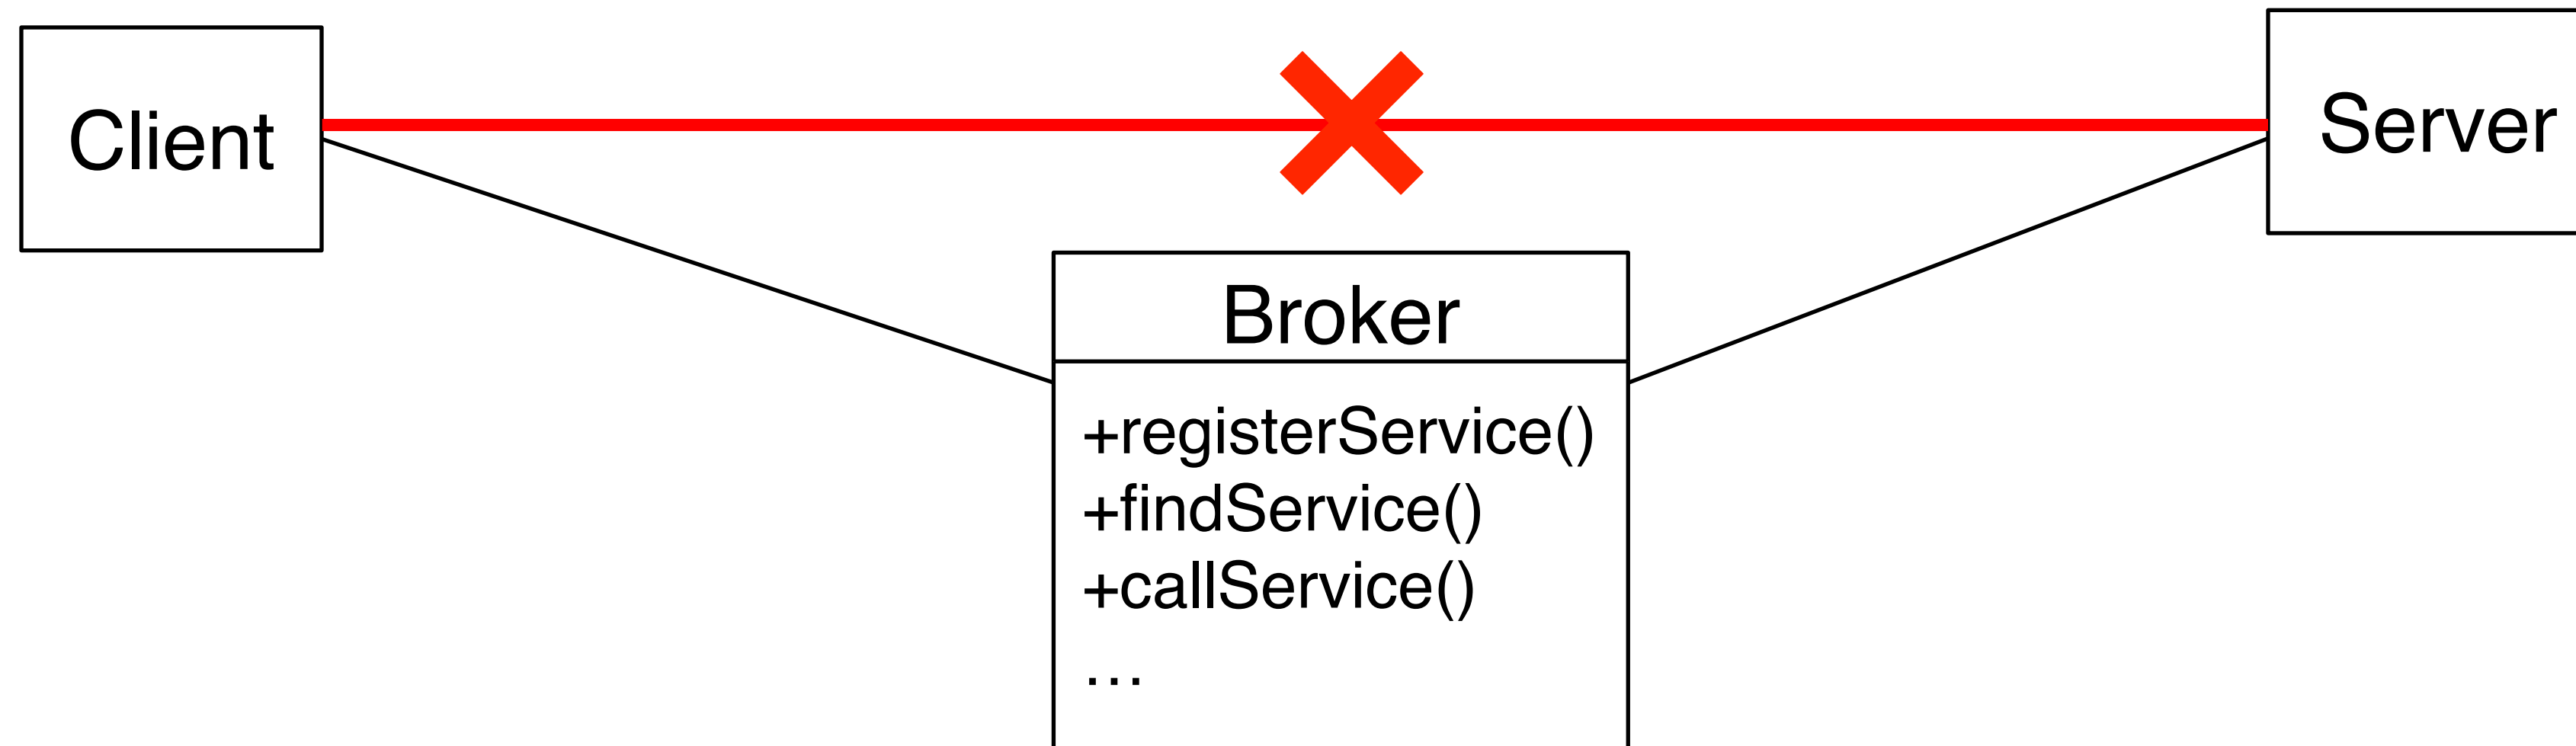 Client
Server
Broker
+registerService()
+findService()
+callService()
…